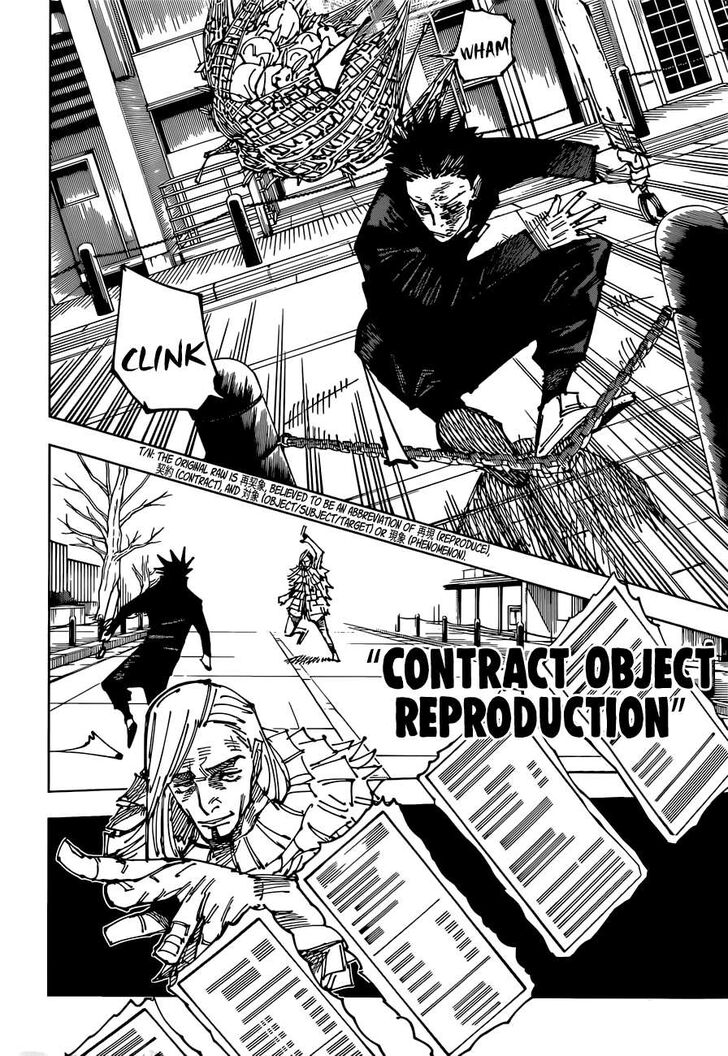 WHAM
CLINK
T/N: THE ORIGINAL RAW IS 再契象, BELIEVED TO BE AN ABBREVIATION OF 再現 (REPRODUCE),
契約 (CONTRACT), AND 対象 (OBJECT/SUBJECT/TARGET) OR 現象 (PHENOMENON).
"CONTRACT OBJECT
REPRODUCTION"